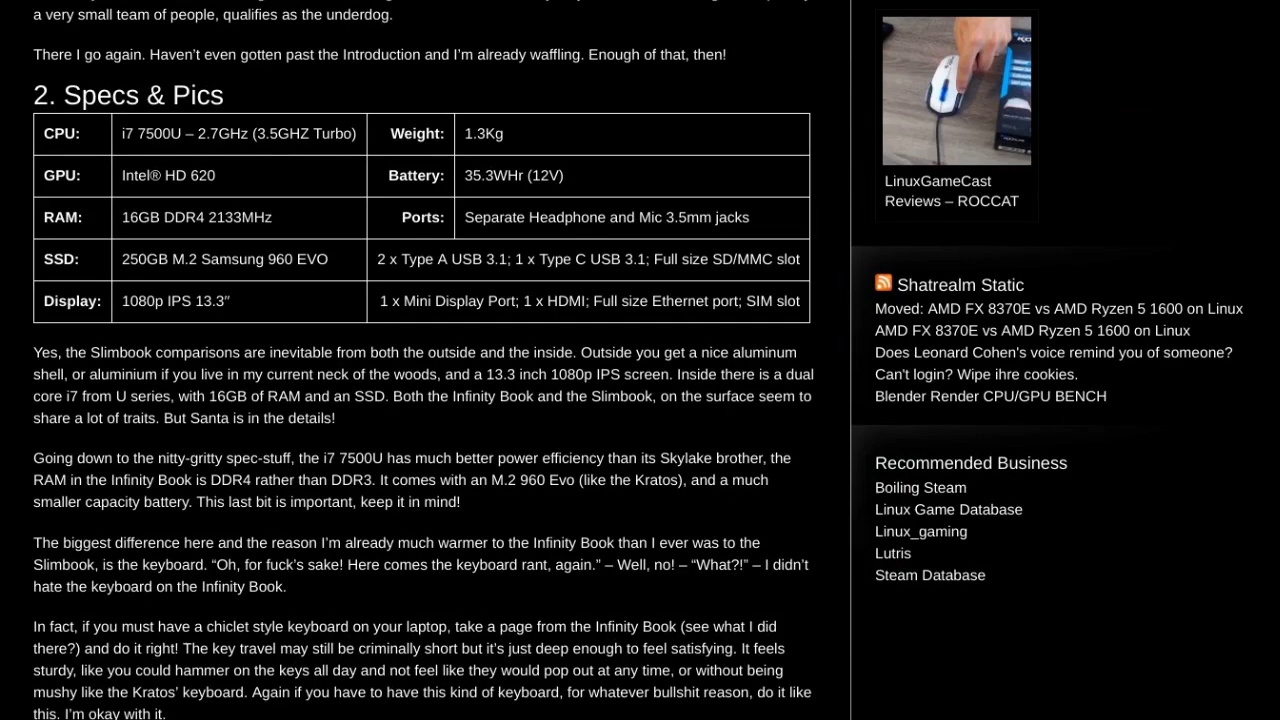 a very small team of people, qualifies as the underdog.
There I go again. Haven’t even gotten past the Introduction and I’m already waffling. Enough of that, then!
2. Specs & Pics
CPU: i7 7500U – 2.7GHz (3.5GHZ Turbo) Weight: 1.3Kg
GPU: Intel® HD 620 Battery: 35.3WHr (12V)
RAM: 16GB DDR4 2133MHz Ports: Separate Headphone and Mic 3.5mm jacks
SSD: 250GB M.2 Samsung 960 EVO 2 x Type A USB 3.1; 1 x Type C USB 3.1; Full size SD/MMC slot
Display: 1080p IPS 13.3″ 1 x Mini Display Port; 1 x HDMI; Full size Ethernet port; SIM slot
Yes, the Slimbook comparisons are inevitable from both the outside and the inside. Outside you get a nice aluminum
shell, or aluminium if you live in my current neck of the woods, and a 13.3 inch 1080p IPS screen. Inside there is a dual
core i7 from U series, with 16GB of RAM and an SSD. Both the Infinity Book and the Slimbook, on the surface seem to
share a lot of traits. But Santa is in the details!
Going down to the nitty-gritty spec-stuff, the i7 7500U has much better power efficiency than its Skylake brother, the
RAM in the Infinity Book is DDR4 rather than DDR3. It comes with an M.2 960 Evo (like the Kratos), and a much
smaller capacity battery. This last bit is important, keep it in mind!
The biggest difference here and the reason I’m already much warmer to the Infinity Book than I ever was to the
Slimbook, is the keyboard. “Oh, for fuck’s sake! Here comes the keyboard rant, again.” – Well, no! – “What?!” – I didn’t
hate the keyboard on the Infinity Book.
In fact, if you must have a chiclet style keyboard on your laptop, take a page from the Infinity Book (see what I did
there?) and do it right! The key travel may still be criminally short but it’s just deep enough to feel satisfying. It feels
sturdy, like you could hammer on the keys all day and not feel like they would pop out at any time, or without being
mushy like the Kratos’ keyboard. Again if you have to have this kind of keyboard, for whatever bullshit reason, do it like
this. I’m okay with it.
LinuxGameCast
Reviews – ROCCAT
Shatrealm Static
Moved: AMD FX 8370E vs AMD Ryzen 5 1600 on Linux
AMD FX 8370E vs AMD Ryzen 5 1600 on Linux
Does Leonard Cohen's voice remind you of someone?
Can't login? Wipe ihre cookies.
Blender Render CPU/GPU BENCH
Recommended Business
Boiling Steam
Linux Game Database
Linux_gaming
Lutris
Steam Database